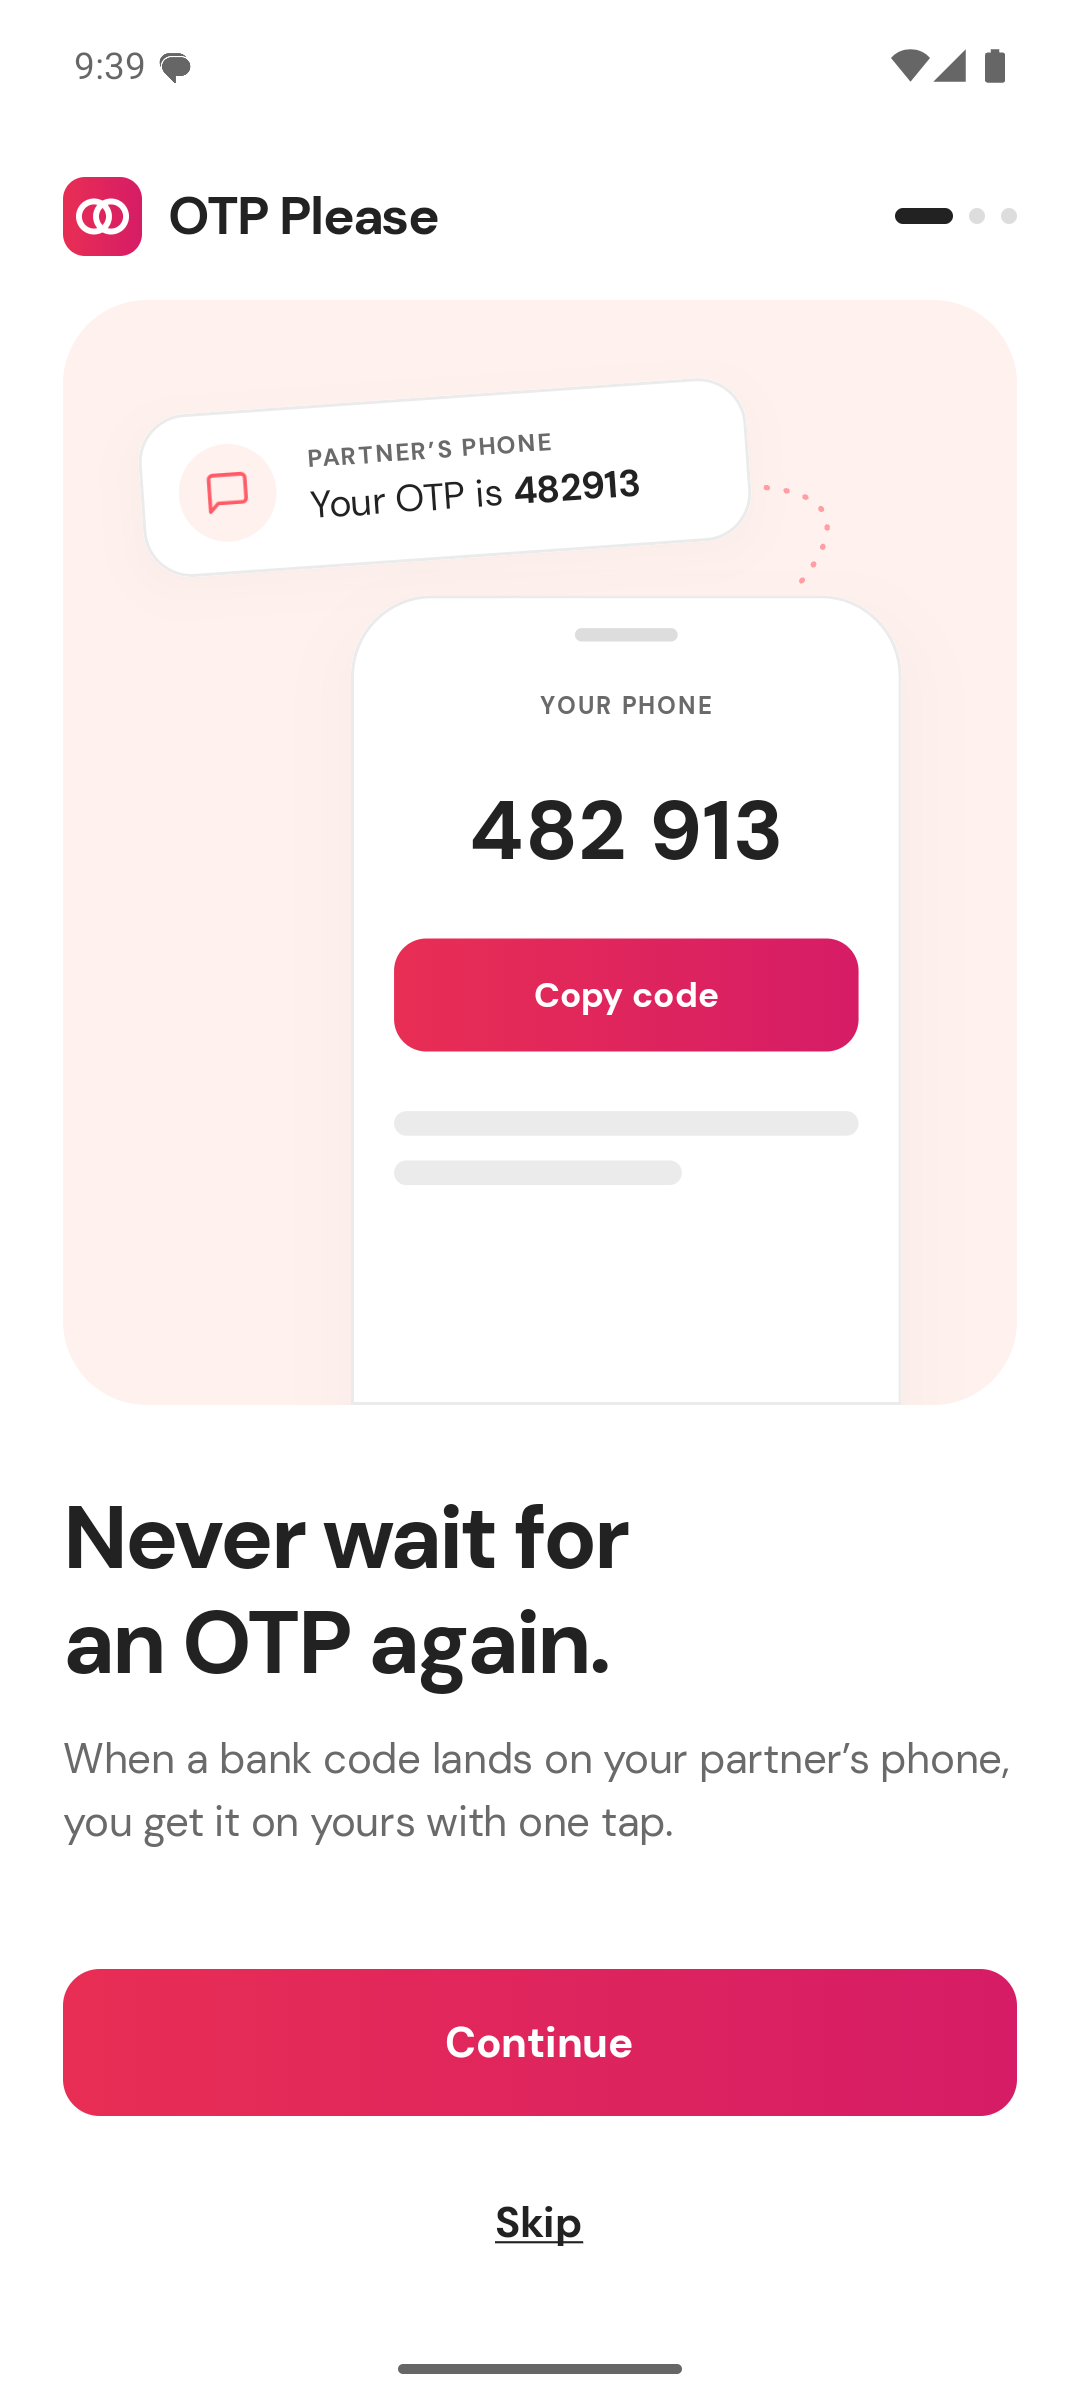 9:39
OTP Please
PARTNER’S PHONE
Your OTP is 482913
YOUR PHONE
482 913
Copy code
Never wait for
an OTP again.
When a bank code lands on your partner’s phone,
you get it on yours with one tap.
Continue
Skip